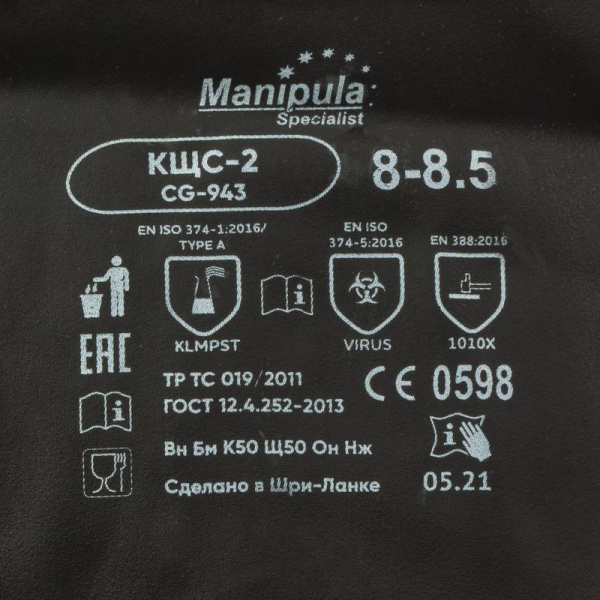 Manipula
Specialist
КЩС-2
CG-943
8-8.5
EN ISO 374-1:2016/
TYPE A
EN ISO
374-5:2016
EN 388:2016
KLMPST
VIRUS
1010X
EAC
ТР ТС 019/2011
ГОСТ 12.4.252-2013
CE 0598
Вн Бм К50 Щ50 Он Нж
Сделано в Шри-Ланке
05.21